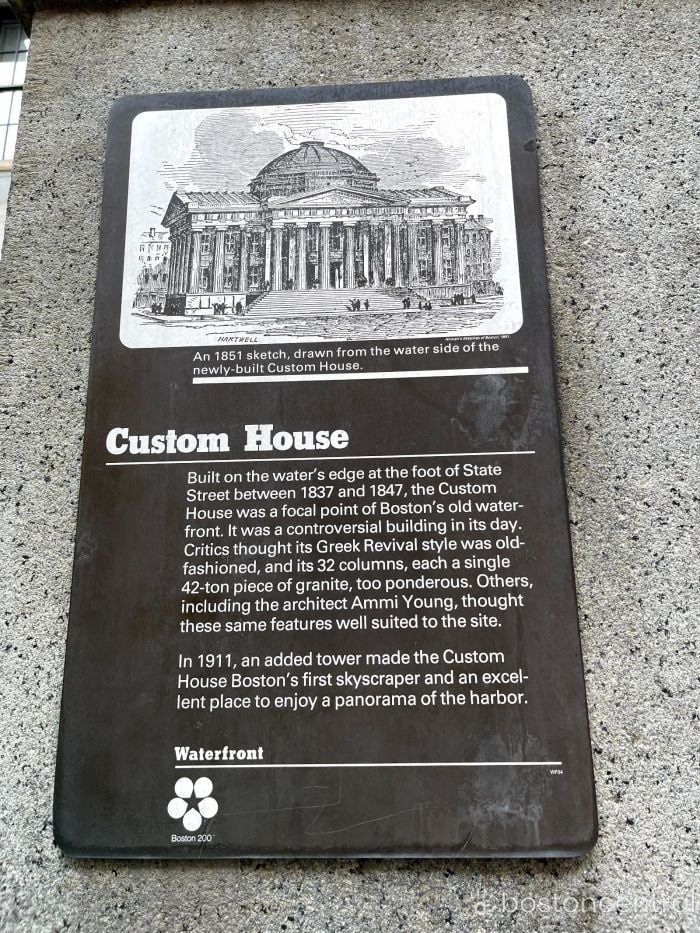 HARTWELL
An 1851 sketch, drawn from the water side of the
newly-built Custom House.
Custom House
Built on the water's edge at the foot of State
Street between 1837 and 1847, the Custom
House was a focal point of Boston's old water-
front. It was a controversial building in its day.
Critics thought its Greek Revival style was old-
fashioned, and its 32 columns, each a single
42-ton piece of granite, too ponderous. Others,
including the architect Ammi Young, thought
these same features well suited to the site.
In 1911, an added tower made the Custom
House Boston's first skyscraper and an excel-
lent place to enjoy a panorama of the harbor.
Waterfront
WF04
Boston 200
bostoncentral